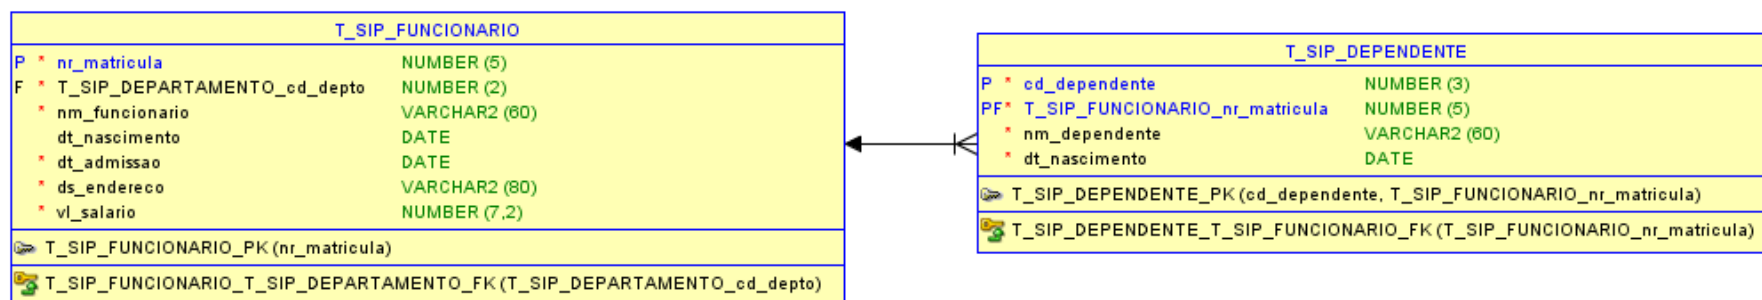 T_SIP_FUNCIONARIO
P * nr_matricula NUMBER (5)
F * T_SIP_DEPARTAMENTO_cd_depto NUMBER (2)
* nm_funcionario VARCHAR2 (60)
dt_nascimento DATE
* dt_admissao DATE
* ds_endereco VARCHAR2 (80)
* vl_salario NUMBER (7,2)
T_SIP_FUNCIONARIO_PK (nr_matricula)
T_SIP_FUNCIONARIO_T_SIP_DEPARTAMENTO_FK (T_SIP_DEPARTAMENTO_cd_depto)
T_SIP_DEPENDENTE
P * cd_dependente NUMBER (3)
PF* T_SIP_FUNCIONARIO_nr_matricula NUMBER (5)
* nm_dependente VARCHAR2 (60)
* dt_nascimento DATE
T_SIP_DEPENDENTE_PK (cd_dependente, T_SIP_FUNCIONARIO_nr_matricula)
T_SIP_DEPENDENTE_T_SIP_FUNCIONARIO_FK (T_SIP_FUNCIONARIO_nr_matricula)